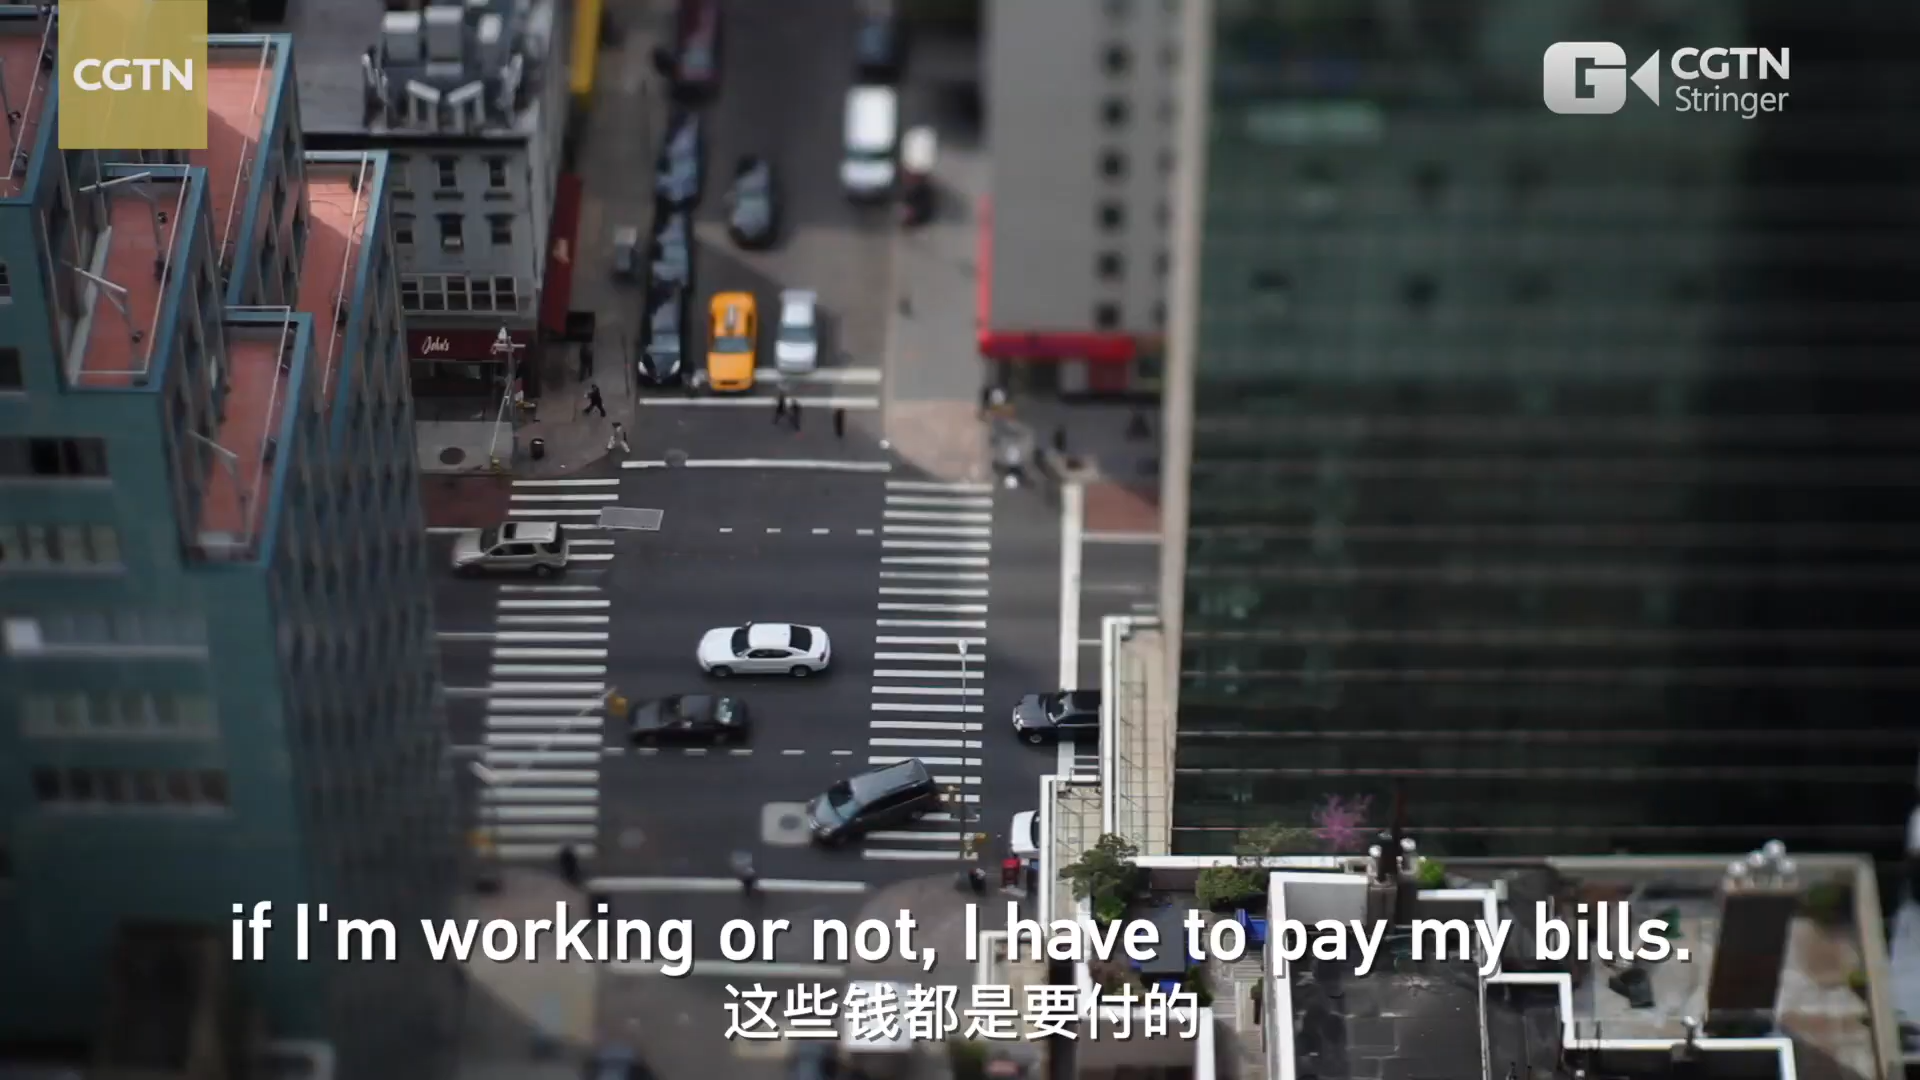 CGTN
G CGTN
Stringer
John's
if I'm working or not, I have to pay my bills.
这些钱都是要付的